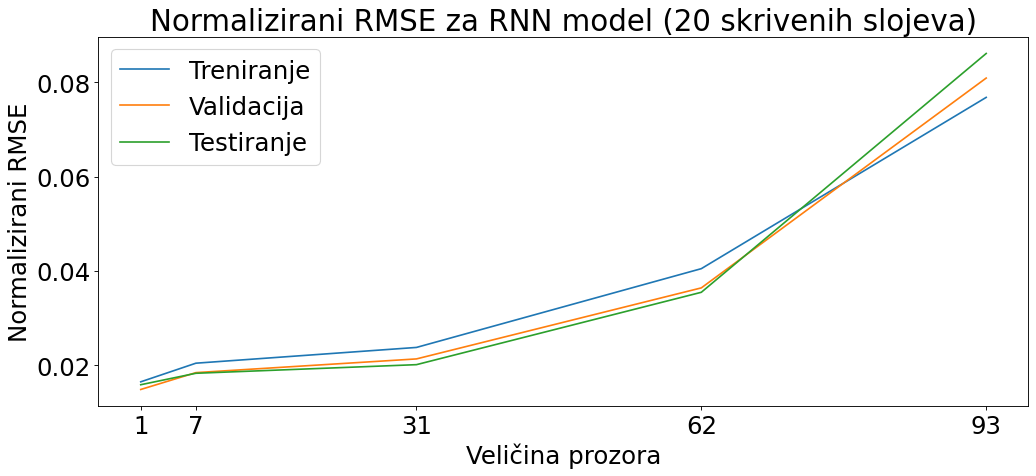 Normalizirani RMSE za RNN model (20 skrivenih slojeva)
Treniranje
Validacija
Testiranje
Normalizirani RMSE
0.08
0.06
0.04
0.02
1 7 31 62 93
Veličina prozora